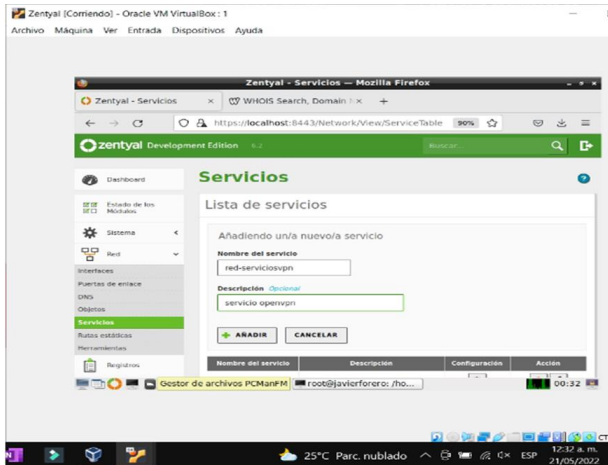 Zentyal [Corriendo] - Oracle VM VirtualBox : 1
Archivo Máquina Ver Entrada Dispositivos Ayuda
Zentyal - Servicios — Mozilla Firefox
Zentyal - Servicios × WHOIS Search, Domain × +
https://localhost:8443/Network/View/ServiceTable 90%
zentyal Development Edition 6.2 Buscar...
Dashboard
Servicios
Estado de los
Módulos
Lista de servicios
Sistema
Añadiendo un/a nuevo/a servicio
Red
Nombre del servicio
Interfaces
red-serviciosvpn
Puertas de enlace
DNS
Descripción Opcional
Objetos
servicio openvpn
Servicios
Rutas estáticas
+ AÑADIR CANCELAR
Herramientas
Registros
Nombre del servicio Descripción Configuración Acción
Gestor de archivos PCManFM root@javierforero: /ho... 00:32
CT
N 25°C Parc. nublado ESP 12:32 a. m.
21/05/2022